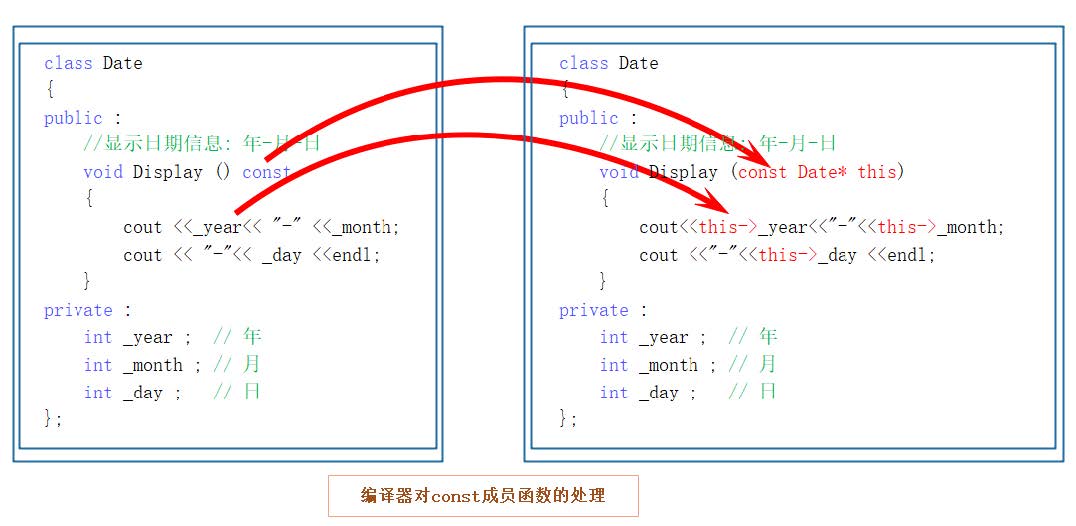 class Date
{
public :
//显示日期信息: 年-月-日
void Display () const
{
cout <<_year<< "-" <<_month;
cout << "-"<< _day <<endl;
}
private :
int _year ; // 年
int _month ; // 月
int _day ; // 日
};
class Date
{
public :
//显示日期信息: 年-月-日
void Display (const Date* this)
{
cout<<this->_year<<"-"<<this->_month;
cout <<"-"<<this->_day <<endl;
}
private :
int _year ; // 年
int _month ; // 月
int _day ; // 日
};
编译器对const成员函数的处理